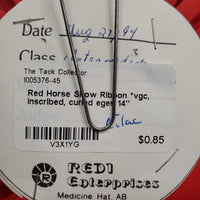 Date Aug 27/94
Class
The Tack Collector
1005376-45
Red Horse Show Ribbon "vgc,
inscribed, curled eges 14"
$0.85
V3X1YG
REDI
Enterprises
Medicine Hat, AB